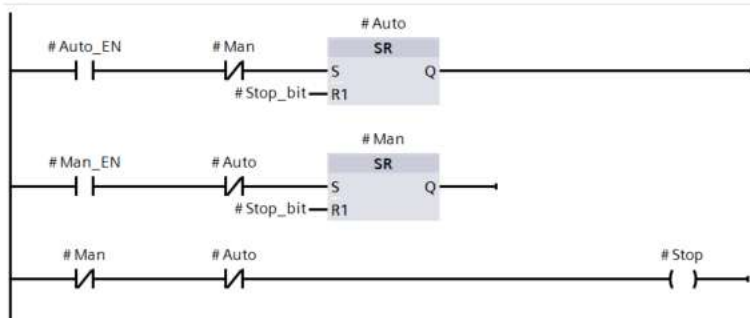 #Auto
#Auto_EN #Man SR
S Q
#Stop_bit R1
#Man
#Man_EN #Auto SR
S Q
#Stop_bit R1
#Man #Auto #Stop
( )